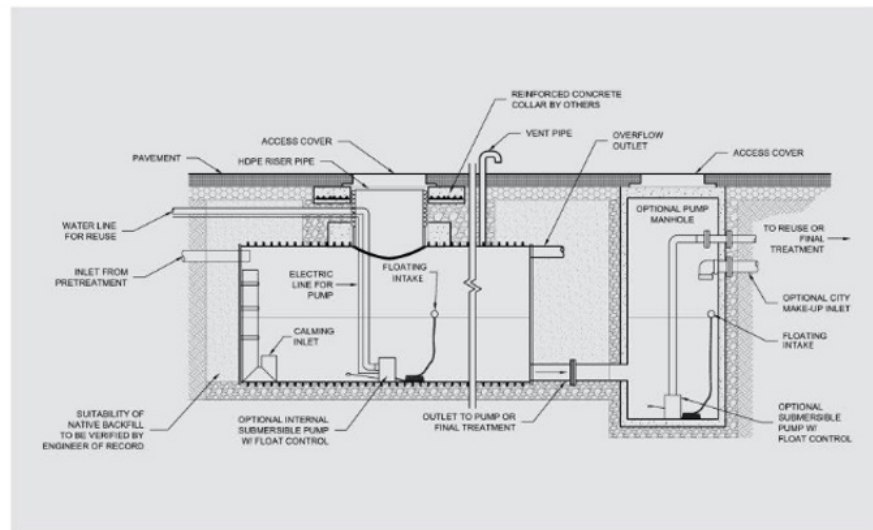 REINFORCED CONCRETE
COLLAR BY OTHERS
VENT PIPE
OVERFLOW
OUTLET
ACCESS COVER
ACCESS COVER
PAVEMENT
HDPE RISER PIPE
OPTIONAL PUMP
MANHOLE
WATER LINE
FOR REUSE
TO REUSE OR
FINAL
TREATMENT
INLET FROM
PRETREATMENT
ELECTRIC
LINE FOR
PUMP
FLOATING
INTAKE
OPTIONAL CITY
MAKE-UP INLET
CALMING
INLET
FLOATING
INTAKE
SUITABILITY OF
NATIVE BACKFILL
TO BE VERIFIED BY
ENGINEER OF RECORD
OPTIONAL INTERNAL
SUBMERSIBLE PUMP
W/ FLOAT CONTROL
OUTLET TO PUMP OR
FINAL TREATMENT
OPTIONAL
SUBMERSIBLE
PUMP W/
FLOAT CONTROL